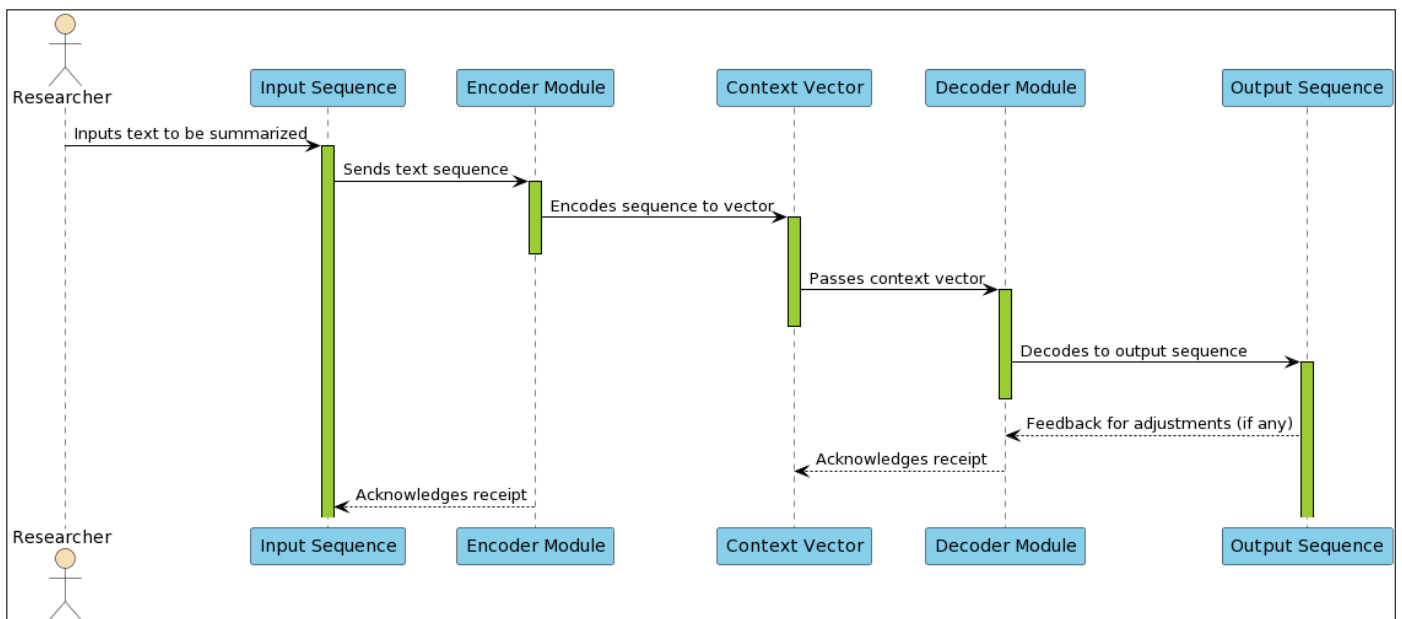 Researcher
Input Sequence
Encoder Module
Context Vector
Decoder Module
Output Sequence
Inputs text to be summarized
Sends text sequence
Encodes sequence to vector
Passes context vector
Decodes to output sequence
Feedback for adjustments (if any)
Acknowledges receipt
Acknowledges receipt
Researcher
Input Sequence
Encoder Module
Context Vector
Decoder Module
Output Sequence